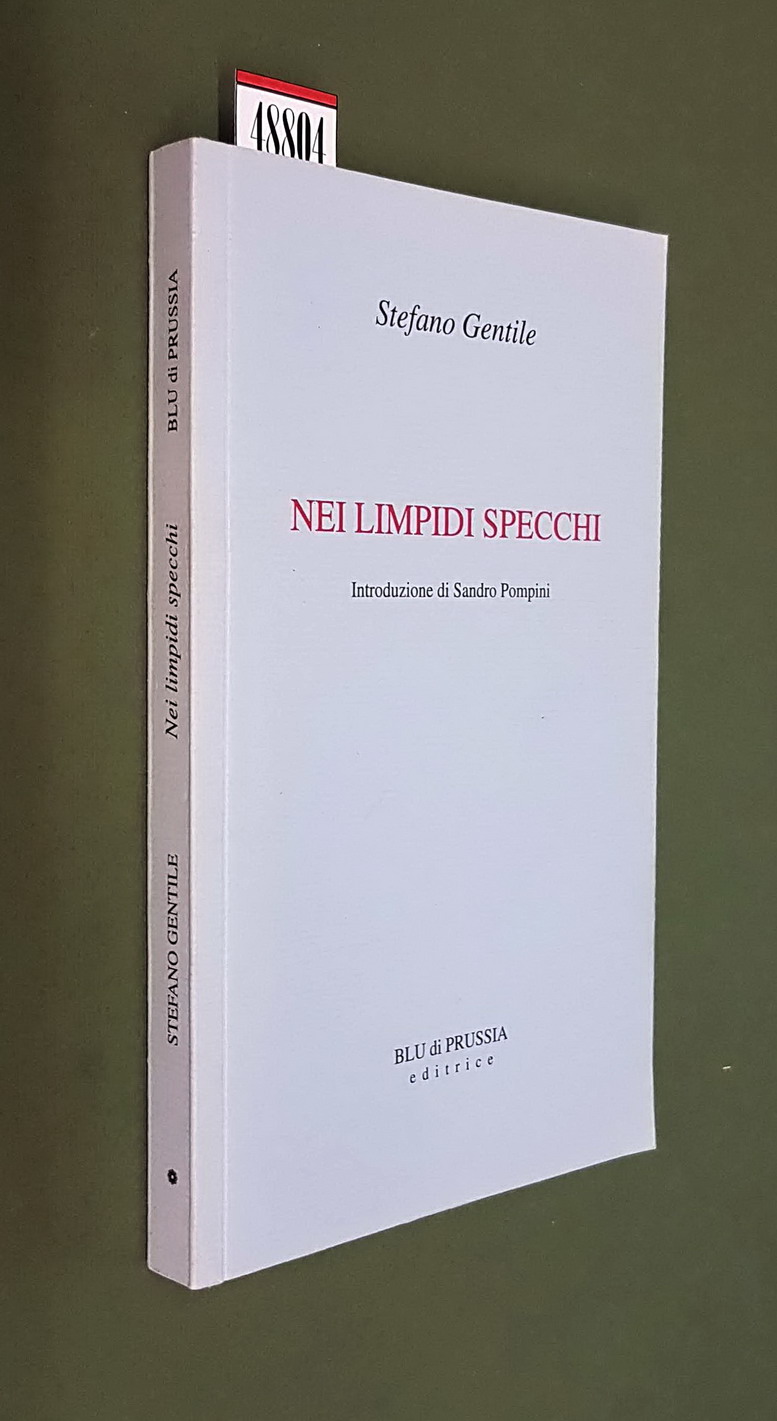 48804
Stefano Gentile
NEI LIMPIDI SPECCHI
Introduzione di Sandro Pompini
BLU di PRUSSIA
editrice
STEFANO GENTILE Nei limpidi specchi BLU di PRUSSIA